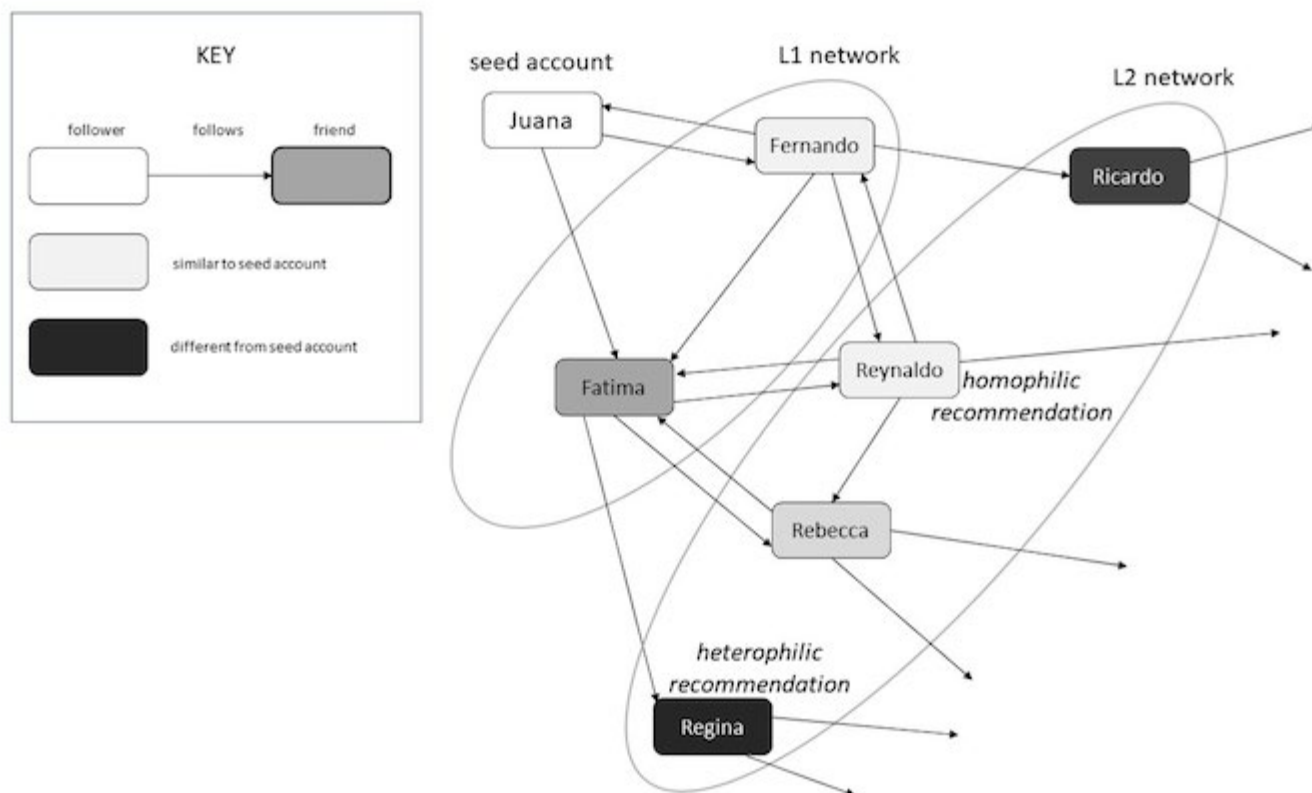 KEY
follower
follows
friend
similar to seed account
different from seed account
seed account
L1 network
L2 network
Juana
Fernando
Ricardo
Fatima
Reynaldo
homophilic
recommendation
Rebecca
heterophilic
recommendation
Regina